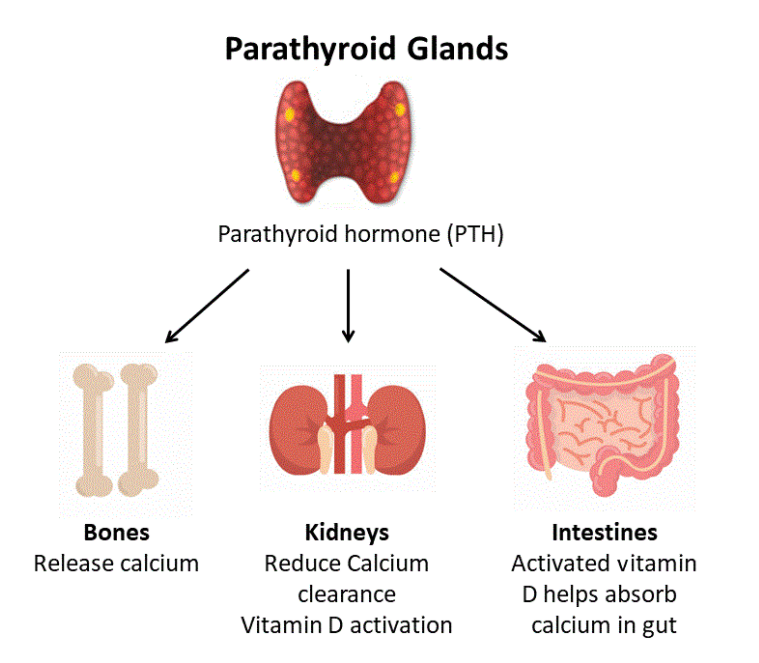 Parathyroid Glands
Parathyroid hormone (PTH)
Bones
Release calcium
Kidneys
Reduce Calcium
clearance
Vitamin D activation
Intestines
Activated vitamin
D helps absorb
calcium in gut